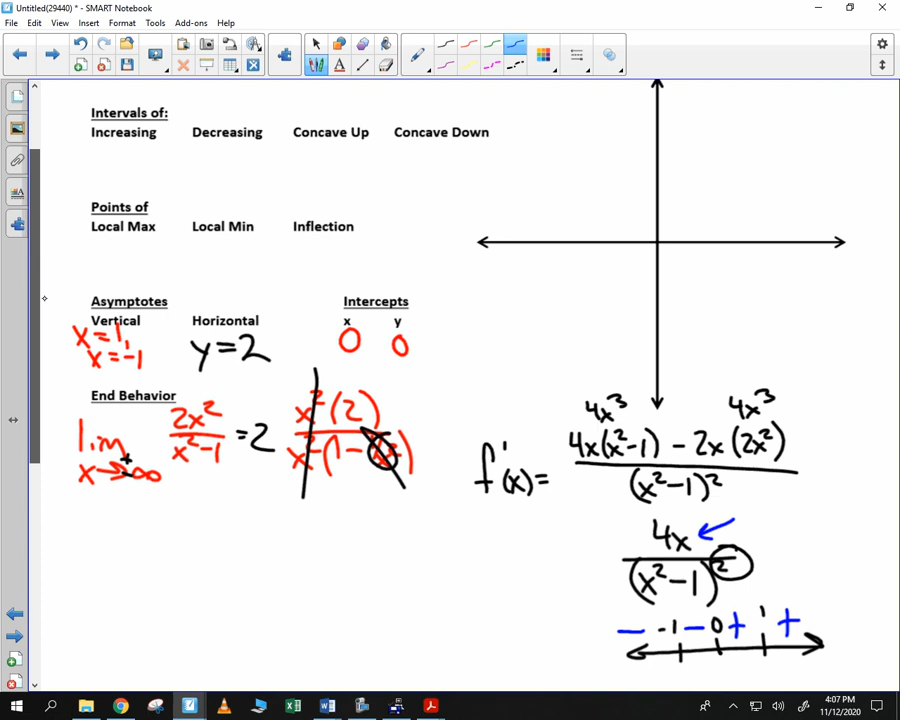 Untitled(29440) * - SMART Notebook
File Edit View Insert Format Tools Add-ons Help
Intervals of:
Increasing Decreasing Concave Up Concave Down
Points of
Local Max Local Min Inflection
Asymptotes Intercepts
Vertical Horizontal x y
x=1,
x=-1
y=2
0 0
End Behavior
lim x→±∞ 2x²/(x²-1) =2
x²(2)
4x³ 4x³
f'(x)= 4x(x²-1) - 2x(2x²)
(x²-1)²
4x
(x²-1)²
- -1 - 0 + 1 +
4:07 PM
11/12/2020